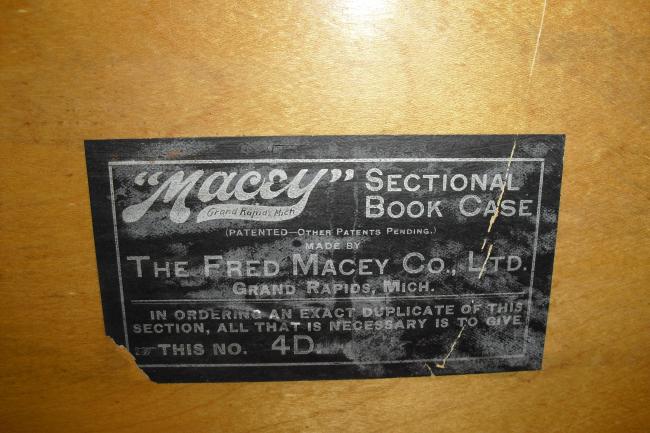 "Macey" SECTIONAL
Grand Rapids, Mich. BOOK CASE
(PATENTED—OTHER PATENTS PENDING.)
MADE BY
THE FRED MACEY CO., LTD.
GRAND RAPIDS, MICH.
IN ORDERING AN EXACT DUPLICATE OF THIS
SECTION, ALL THAT IS NECESSARY IS TO GIVE
THIS NO. 4D.